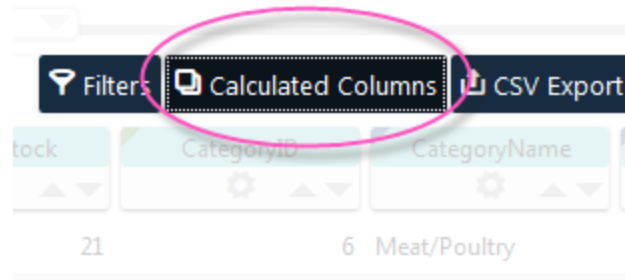 Filters Calculated Columns CSV Export
tock CategoryID CategoryName
21 6 Meat/Poultry